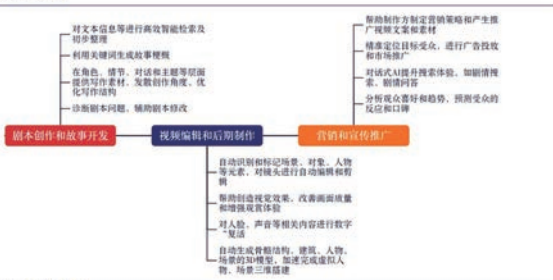 对文本信息等进行高效智能检索及
初步整理
利用关键词生成故事梗概
在角色、情节、对话和主题等层面
提供写作素材、发散创作角度、优
化写作结构
诊断剧本问题、辅助剧本修改
帮助制作方制定营销策略和产生推
广视频文案和素材
精准定位目标受众，进行广告投放
和市场推广
对话式AI提升搜索体验，如剧情搜
索、剧情问答
分析观众喜好和趋势，预测受众的
反应和口碑
剧本创作和故事开发
视频编辑和后期制作
营销和宣传推广
自动识别和标记场景、对象、人物
等元素，对镜头进行自动编辑和剪
辑
帮助创造视觉效果、改善画面质量
和增强观赏体验
对人脸、声音等相关内容进行数字
“复活
自动生成骨骼结构、建筑、人物、
场景的3D模型，加速完成虚拟人
物、场景三维搭建